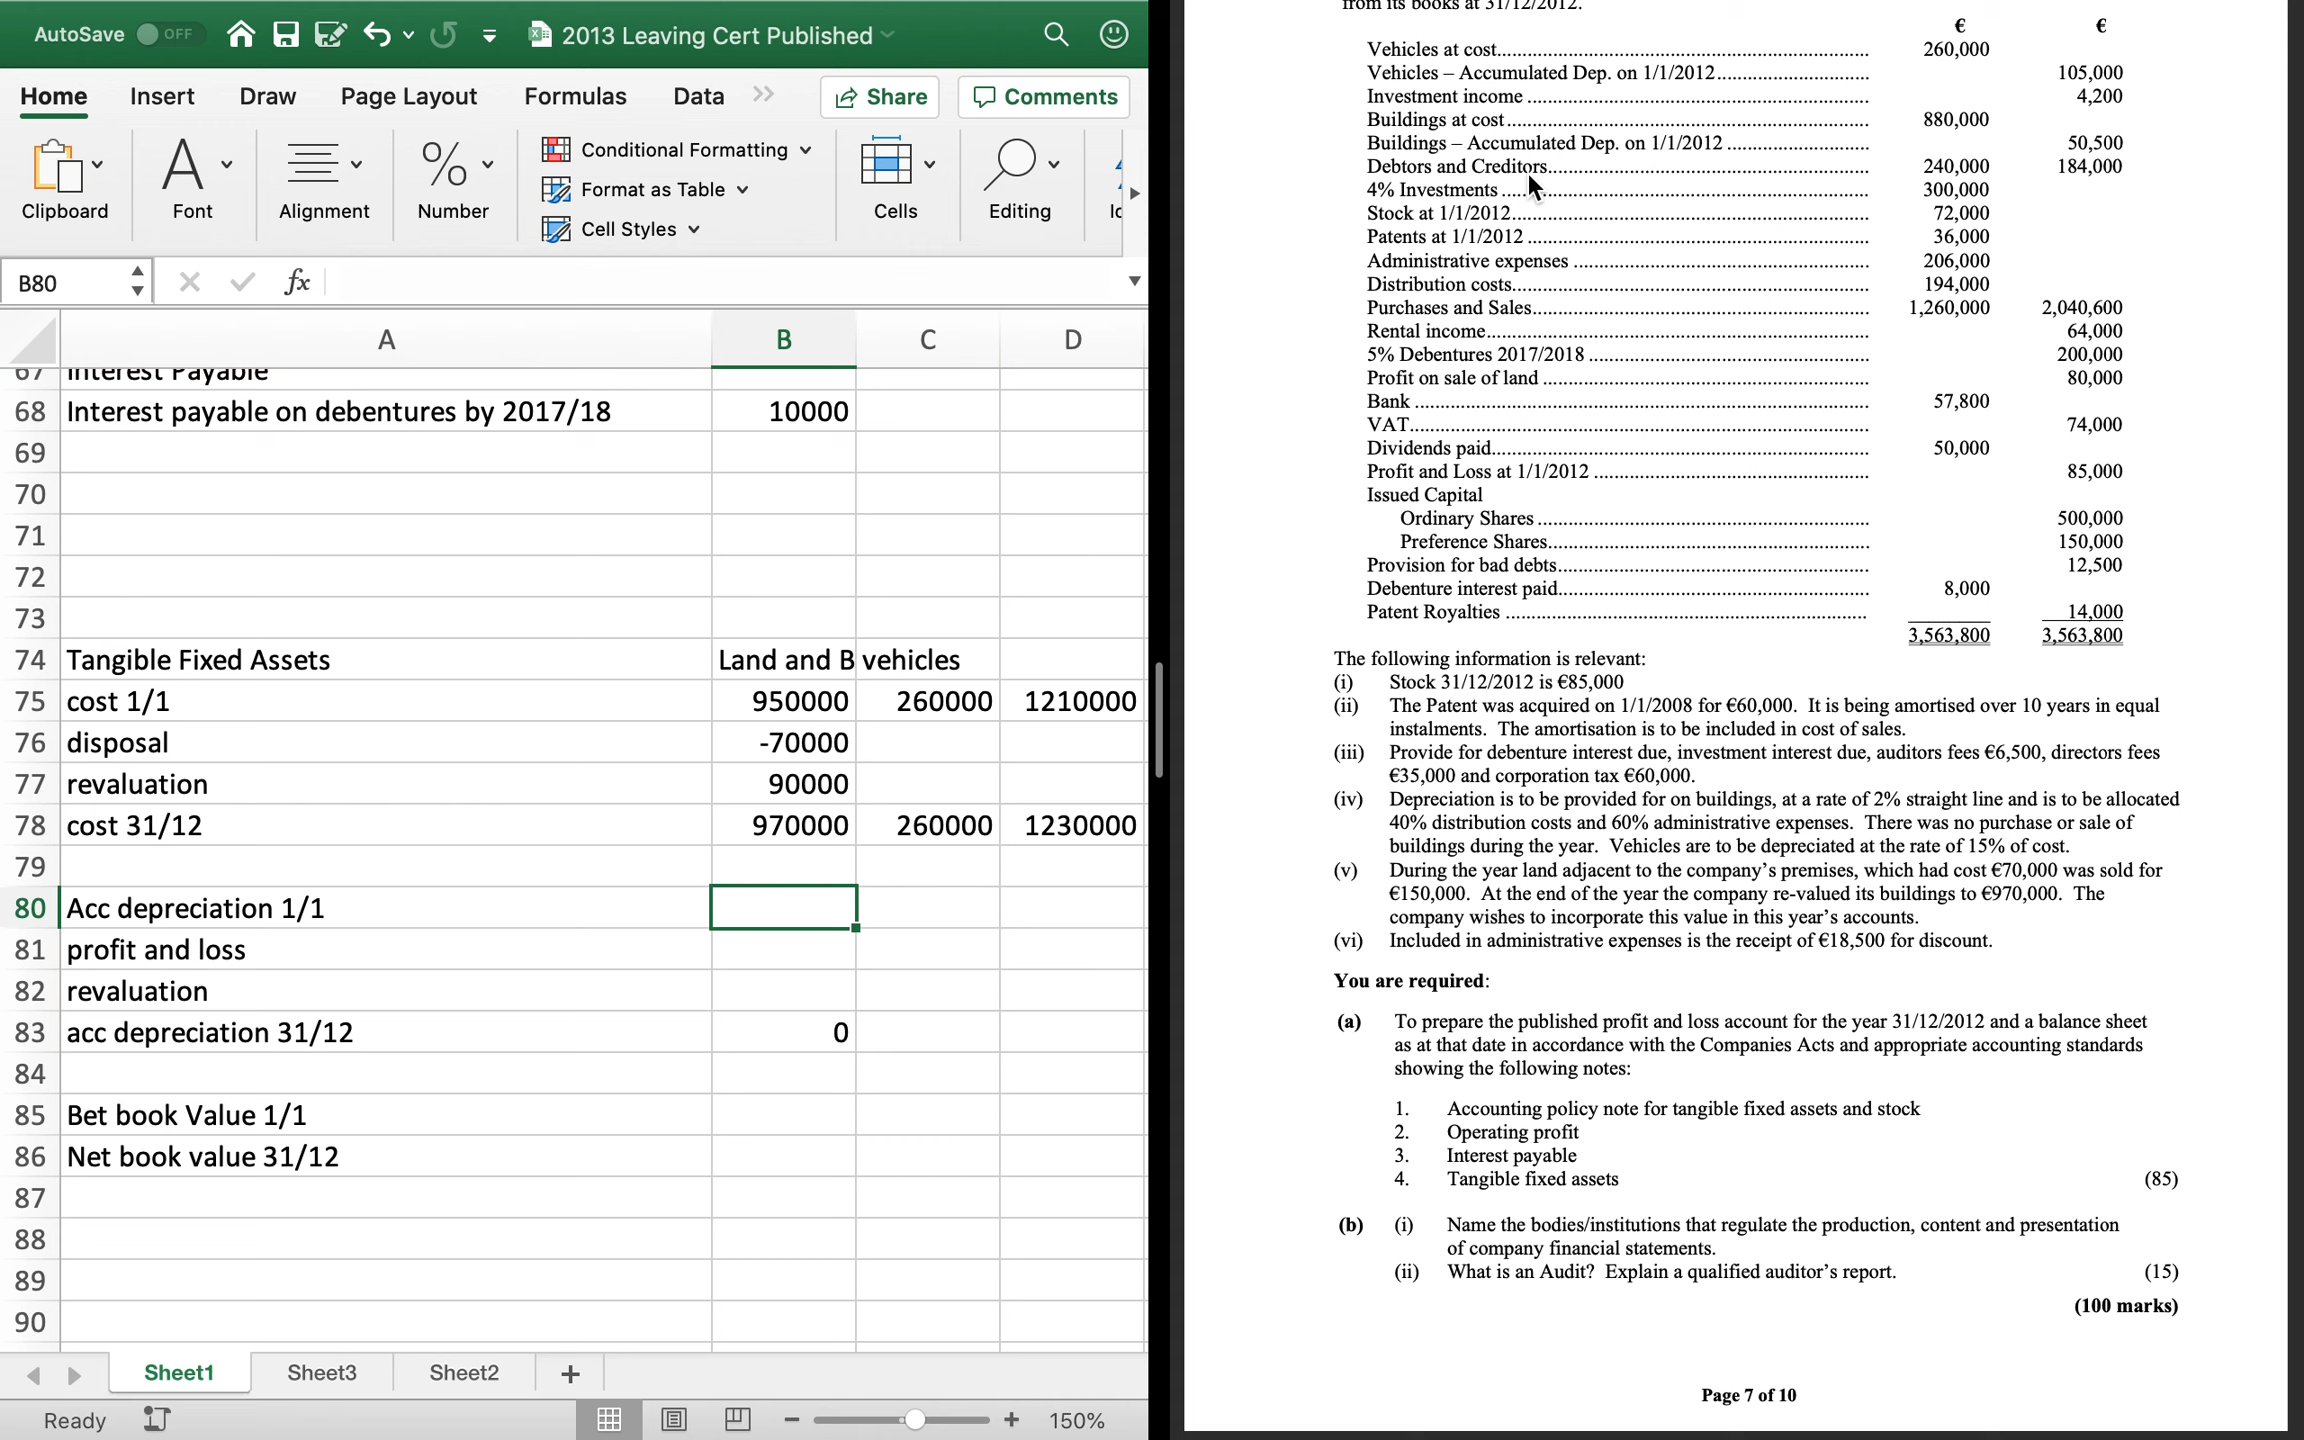 AutoSave OFF 2013 Leaving Cert Published
Home Insert Draw Page Layout Formulas Data Share Comments
Clipboard Font Alignment Number Conditional Formatting Format as Table Cell Styles Cells Editing
B80 fx
A B C D
67 Interest Payable
68 Interest payable on debentures by 2017/18 10000
69
70
71
72
73
74 Tangible Fixed Assets Land and B vehicles
75 cost 1/1 950000 260000 1210000
76 disposal -70000
77 revaluation 90000
78 cost 31/12 970000 260000 1230000
79
80 Acc depreciation 1/1
81 profit and loss
82 revaluation
83 acc depreciation 31/12 0
84
85 Bet book Value 1/1
86 Net book value 31/12
87
88
89
90
Sheet1 Sheet3 Sheet2 +
Ready 150%
from its books at 31/12/2012.
€ €
Vehicles at cost 260,000
Vehicles – Accumulated Dep. on 1/1/2012 105,000
Investment income 4,200
Buildings at cost 880,000
Buildings – Accumulated Dep. on 1/1/2012 50,500
Debtors and Creditors 240,000 184,000
4% Investments 300,000
Stock at 1/1/2012 72,000
Patents at 1/1/2012 36,000
Administrative expenses 206,000
Distribution costs 194,000
Purchases and Sales 1,260,000 2,040,600
Rental income 64,000
5% Debentures 2017/2018 200,000
Profit on sale of land 80,000
Bank 57,800
VAT 74,000
Dividends paid 50,000
Profit and Loss at 1/1/2012 85,000
Issued Capital
Ordinary Shares 500,000
Preference Shares 150,000
Provision for bad debts 12,500
Debenture interest paid 8,000
Patent Royalties 14,000
3,563,800 3,563,800
The following information is relevant:
(i) Stock 31/12/2012 is €85,000
(ii) The Patent was acquired on 1/1/2008 for €60,000. It is being amortised over 10 years in equal
instalments. The amortisation is to be included in cost of sales.
(iii) Provide for debenture interest due, investment interest due, auditors fees €6,500, directors fees
€35,000 and corporation tax €60,000.
(iv) Depreciation is to be provided for on buildings, at a rate of 2% straight line and is to be allocated
40% distribution costs and 60% administrative expenses. There was no purchase or sale of
buildings during the year. Vehicles are to be depreciated at the rate of 15% of cost.
(v) During the year land adjacent to the company's premises, which had cost €70,000 was sold for
€150,000. At the end of the year the company re-valued its buildings to €970,000. The
company wishes to incorporate this value in this year's accounts.
(vi) Included in administrative expenses is the receipt of €18,500 for discount.
You are required:
(a) To prepare the published profit and loss account for the year 31/12/2012 and a balance sheet
as at that date in accordance with the Companies Acts and appropriate accounting standards
showing the following notes:
1. Accounting policy note for tangible fixed assets and stock
2. Operating profit
3. Interest payable
4. Tangible fixed assets (85)
(b) (i) Name the bodies/institutions that regulate the production, content and presentation
of company financial statements.
(ii) What is an Audit? Explain a qualified auditor's report. (15)
(100 marks)
Page 7 of 10